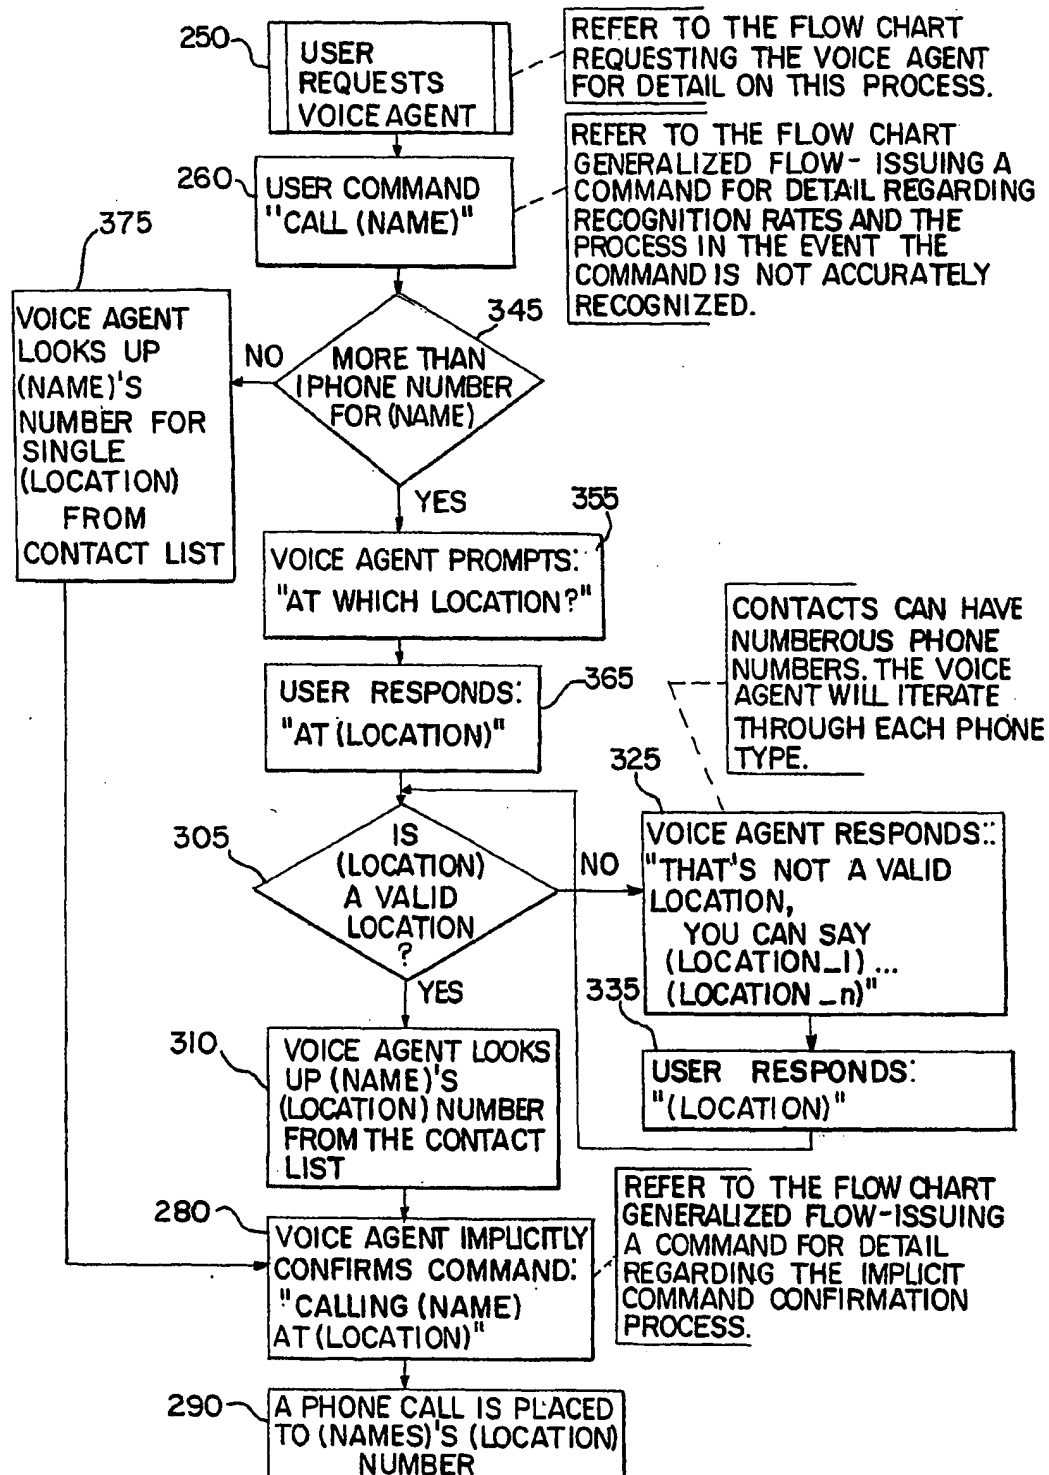 250
USER
REQUESTS
VOICE AGENT
REFER TO THE FLOW CHART
REQUESTING THE VOICE AGENT
FOR DETAIL ON THIS PROCESS.
260
USER COMMAND
"CALL (NAME)"
REFER TO THE FLOW CHART
GENERALIZED FLOW- ISSUING A
COMMAND FOR DETAIL REGARDING
RECOGNITION RATES AND THE
PROCESS IN THE EVENT THE
COMMAND IS NOT ACCURATELY
RECOGNIZED.
375
VOICE AGENT
LOOKS UP
(NAME)'S
NUMBER FOR
SINGLE
(LOCATION)
FROM
CONTACT LIST
NO
345
MORE THAN
1 PHONE NUMBER
FOR (NAME)
YES
355
VOICE AGENT PROMPTS:
"AT WHICH LOCATION?"
365
USER RESPONDS:
"AT (LOCATION)"
CONTACTS CAN HAVE
NUMBEROUS PHONE
NUMBERS. THE VOICE
AGENT WILL ITERATE
THROUGH EACH PHONE
TYPE.
305
IS
(LOCATION)
A VALID
LOCATION
?
NO
YES
325
VOICE AGENT RESPONDS:
"THAT'S NOT A VALID
LOCATION,
YOU CAN SAY
(LOCATION_1)...
(LOCATION_n)"
335
USER RESPONDS:
"(LOCATION)"
310
VOICE AGENT LOOKS
UP (NAME)'S
(LOCATION) NUMBER
FROM THE CONTACT
LIST
280
VOICE AGENT IMPLICITLY
CONFIRMS COMMAND:
"CALLING (NAME)
AT (LOCATION)"
REFER TO THE FLOW CHART
GENERALIZED FLOW-ISSUING
A COMMAND FOR DETAIL
REGARDING THE IMPLICIT
COMMAND CONFIRMATION
PROCESS.
290
A PHONE CALL IS PLACED
TO (NAMES)'S (LOCATION)
NUMBER